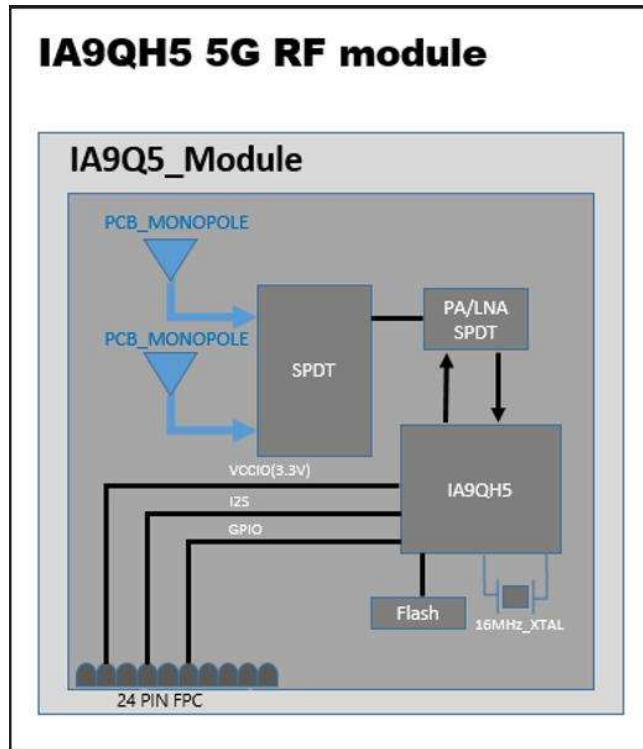 IA9QH5 5G RF module
IA9Q5_Module
PCB_MONOPOLE
PCB_MONOPOLE
SPDT
PA/LNA
SPDT
VCCIO(3.3V)
I2S
GPIO
IA9QH5
Flash
16MHz_XTAL
24 PIN FPC